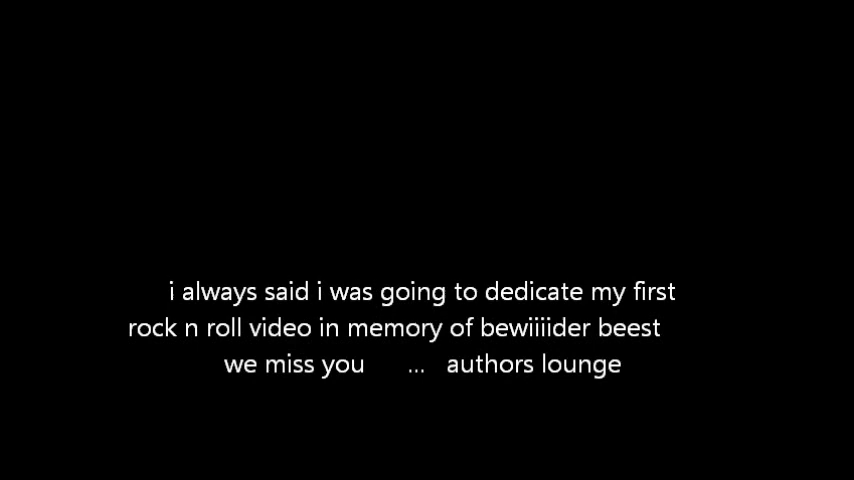 i always said i was going to dedicate my first
rock n roll video in memory of bewiiiider beest
we miss you ... authors lounge